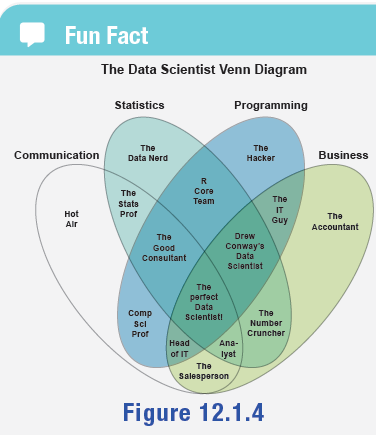 Fun Fact
The Data Scientist Venn Diagram
Statistics
Programming
Communication
Business
The
Data Nerd
The
Hacker
R
Core
Team
The
Stats
Prof
The
IT
Guy
Hot
Air
The
Accountant
The
Good
Consultant
Drew
Conway's
Data
Scientist
The
perfect
Data
Scientist!
Comp
Sci
Prof
The
Number
Cruncher
Head
of IT
Ana-
lyst
The
Salesperson
Figure 12.1.4